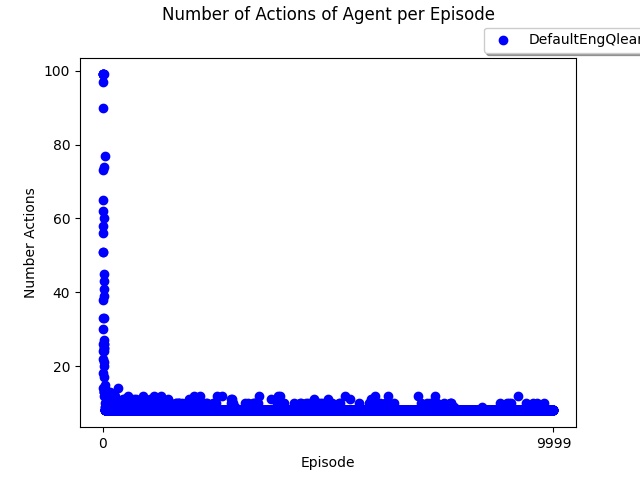 Number of Actions of Agent per Episode
DefaultEngQlear
100
80
60
40
20
Number Actions
0
9999
Episode